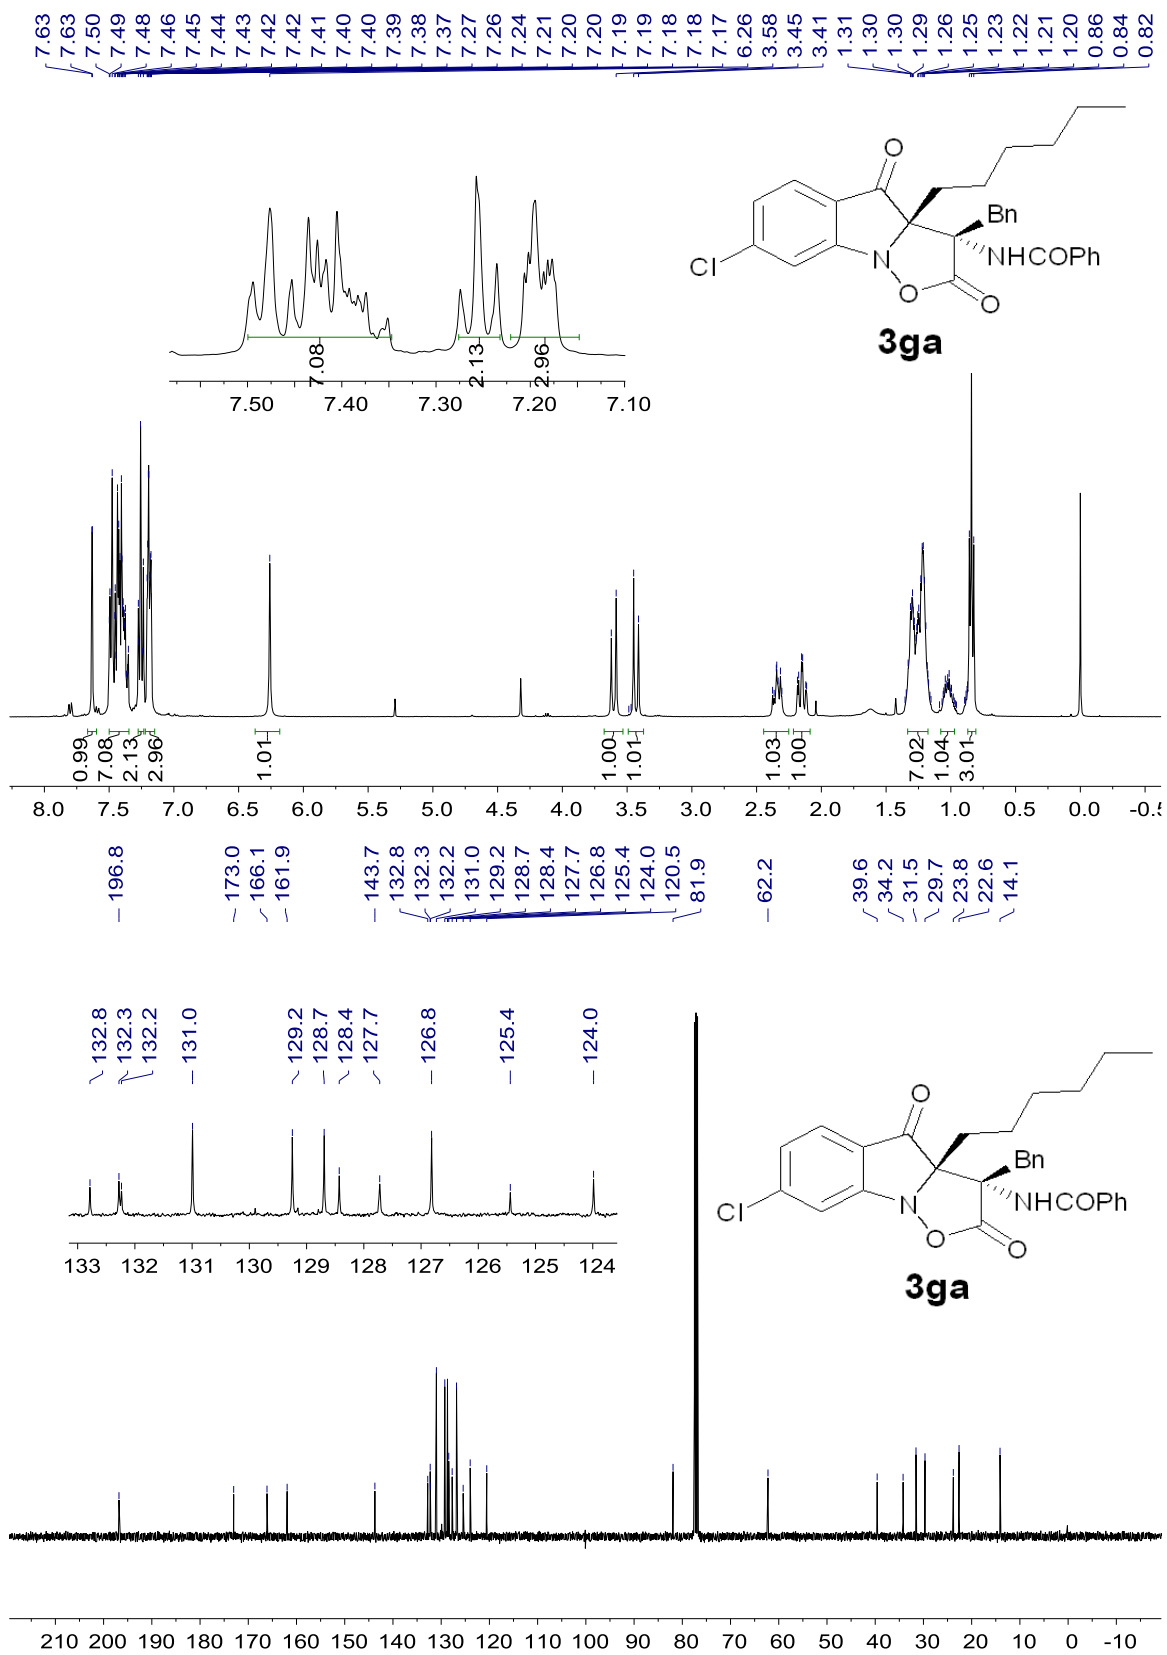 7.63 7.63 7.50 7.49 7.48 7.46 7.45 7.44 7.43 7.42 7.42 7.41 7.40 7.40 7.39 7.38 7.37 7.27 7.26 7.24 7.21 7.20 7.20 7.19 7.19 7.18 7.18 7.17 6.26 3.58 3.45 3.41 1.31 1.30 1.30 1.29 1.26 1.25 1.23 1.22 1.21 1.20 0.86 0.84 0.82
O
Bn
NHCOPh
Cl
N
O
O
3ga
7.08 2.13 2.96
7.50 7.40 7.30 7.20 7.10
0.99 7.08 2.13 2.96 1.01 1.00 1.01 1.03 1.00 7.02 1.04 3.01
8.0 7.5 7.0 6.5 6.0 5.5 5.0 4.5 4.0 3.5 3.0 2.5 2.0 1.5 1.0 0.5 0.0 -0.5
196.8 173.0 166.1 161.9 143.7 132.8 132.3 132.2 131.0 129.2 128.7 128.4 127.7 126.8 125.4 124.0 120.5 81.9 62.2 39.6 34.2 31.5 29.7 23.8 22.6 14.1
132.8 132.3 132.2 131.0 129.2 128.7 128.4 127.7 126.8 125.4 124.0
133 132 131 130 129 128 127 126 125 124
O
Bn
NHCOPh
Cl
N
O
O
3ga
210 200 190 180 170 160 150 140 130 120 110 100 90 80 70 60 50 40 30 20 10 0 -10